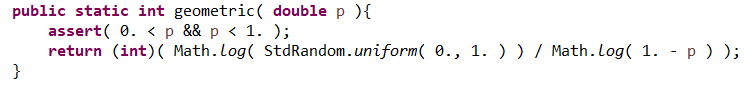 public static int geometric( double p ){
    assert( 0. < p && p < 1. );
    return (int)( Math.log( StdRandom.uniform( 0., 1. ) ) / Math.log( 1. - p ) );
}